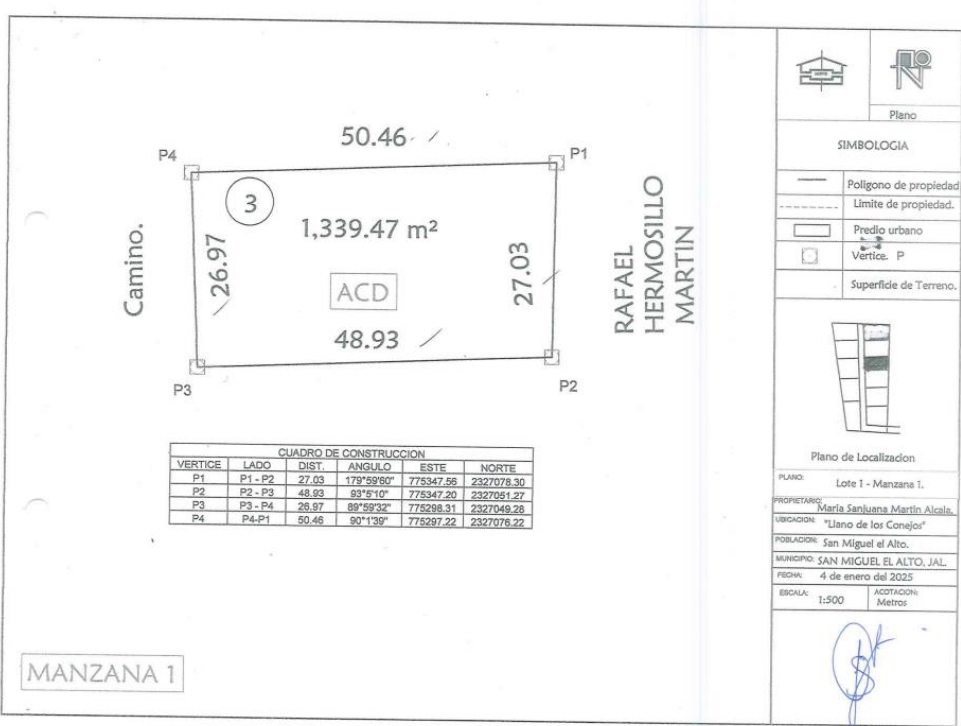 50.46
P4
P1
3
1,339.47 m²
Camino.
26.97
27.03
RAFAEL
HERMOSILLO
MARTIN
ACD
48.93
P3
P2
CUADRO DE CONSTRUCCION
VERTICE LADO DIST. ANGULO ESTE NORTE
P1 P1 - P2 27.03 179°59'60" 775347.56 2327078.30
P2 P2 - P3 48.93 93°5'10" 775347.20 2327051.27
P3 P3 - P4 26.97 89°59'32" 775298.31 2327049.28
P4 P4-P1 50.46 90°1'39" 775297.22 2327076.22
MANZANA 1
NORTE
N
Plano
SIMBOLOGIA
Poligono de propiedad
Limite de propiedad.
Predio urbano
Vertice. P
Superficie de Terreno.
Plano de Localizacion
PLANO: Lote 1 - Manzana 1.
PROPIETARIO: Maria Sanjuana Martin Alcala.
UBICACION: "Llano de los Conejos"
POBLACION: San Miguel el Alto.
MUNICIPIO: SAN MIGUEL EL ALTO, JAL.
FECHA: 4 de enero del 2025
ESCALA: 1:500
ACOTACION: Metros